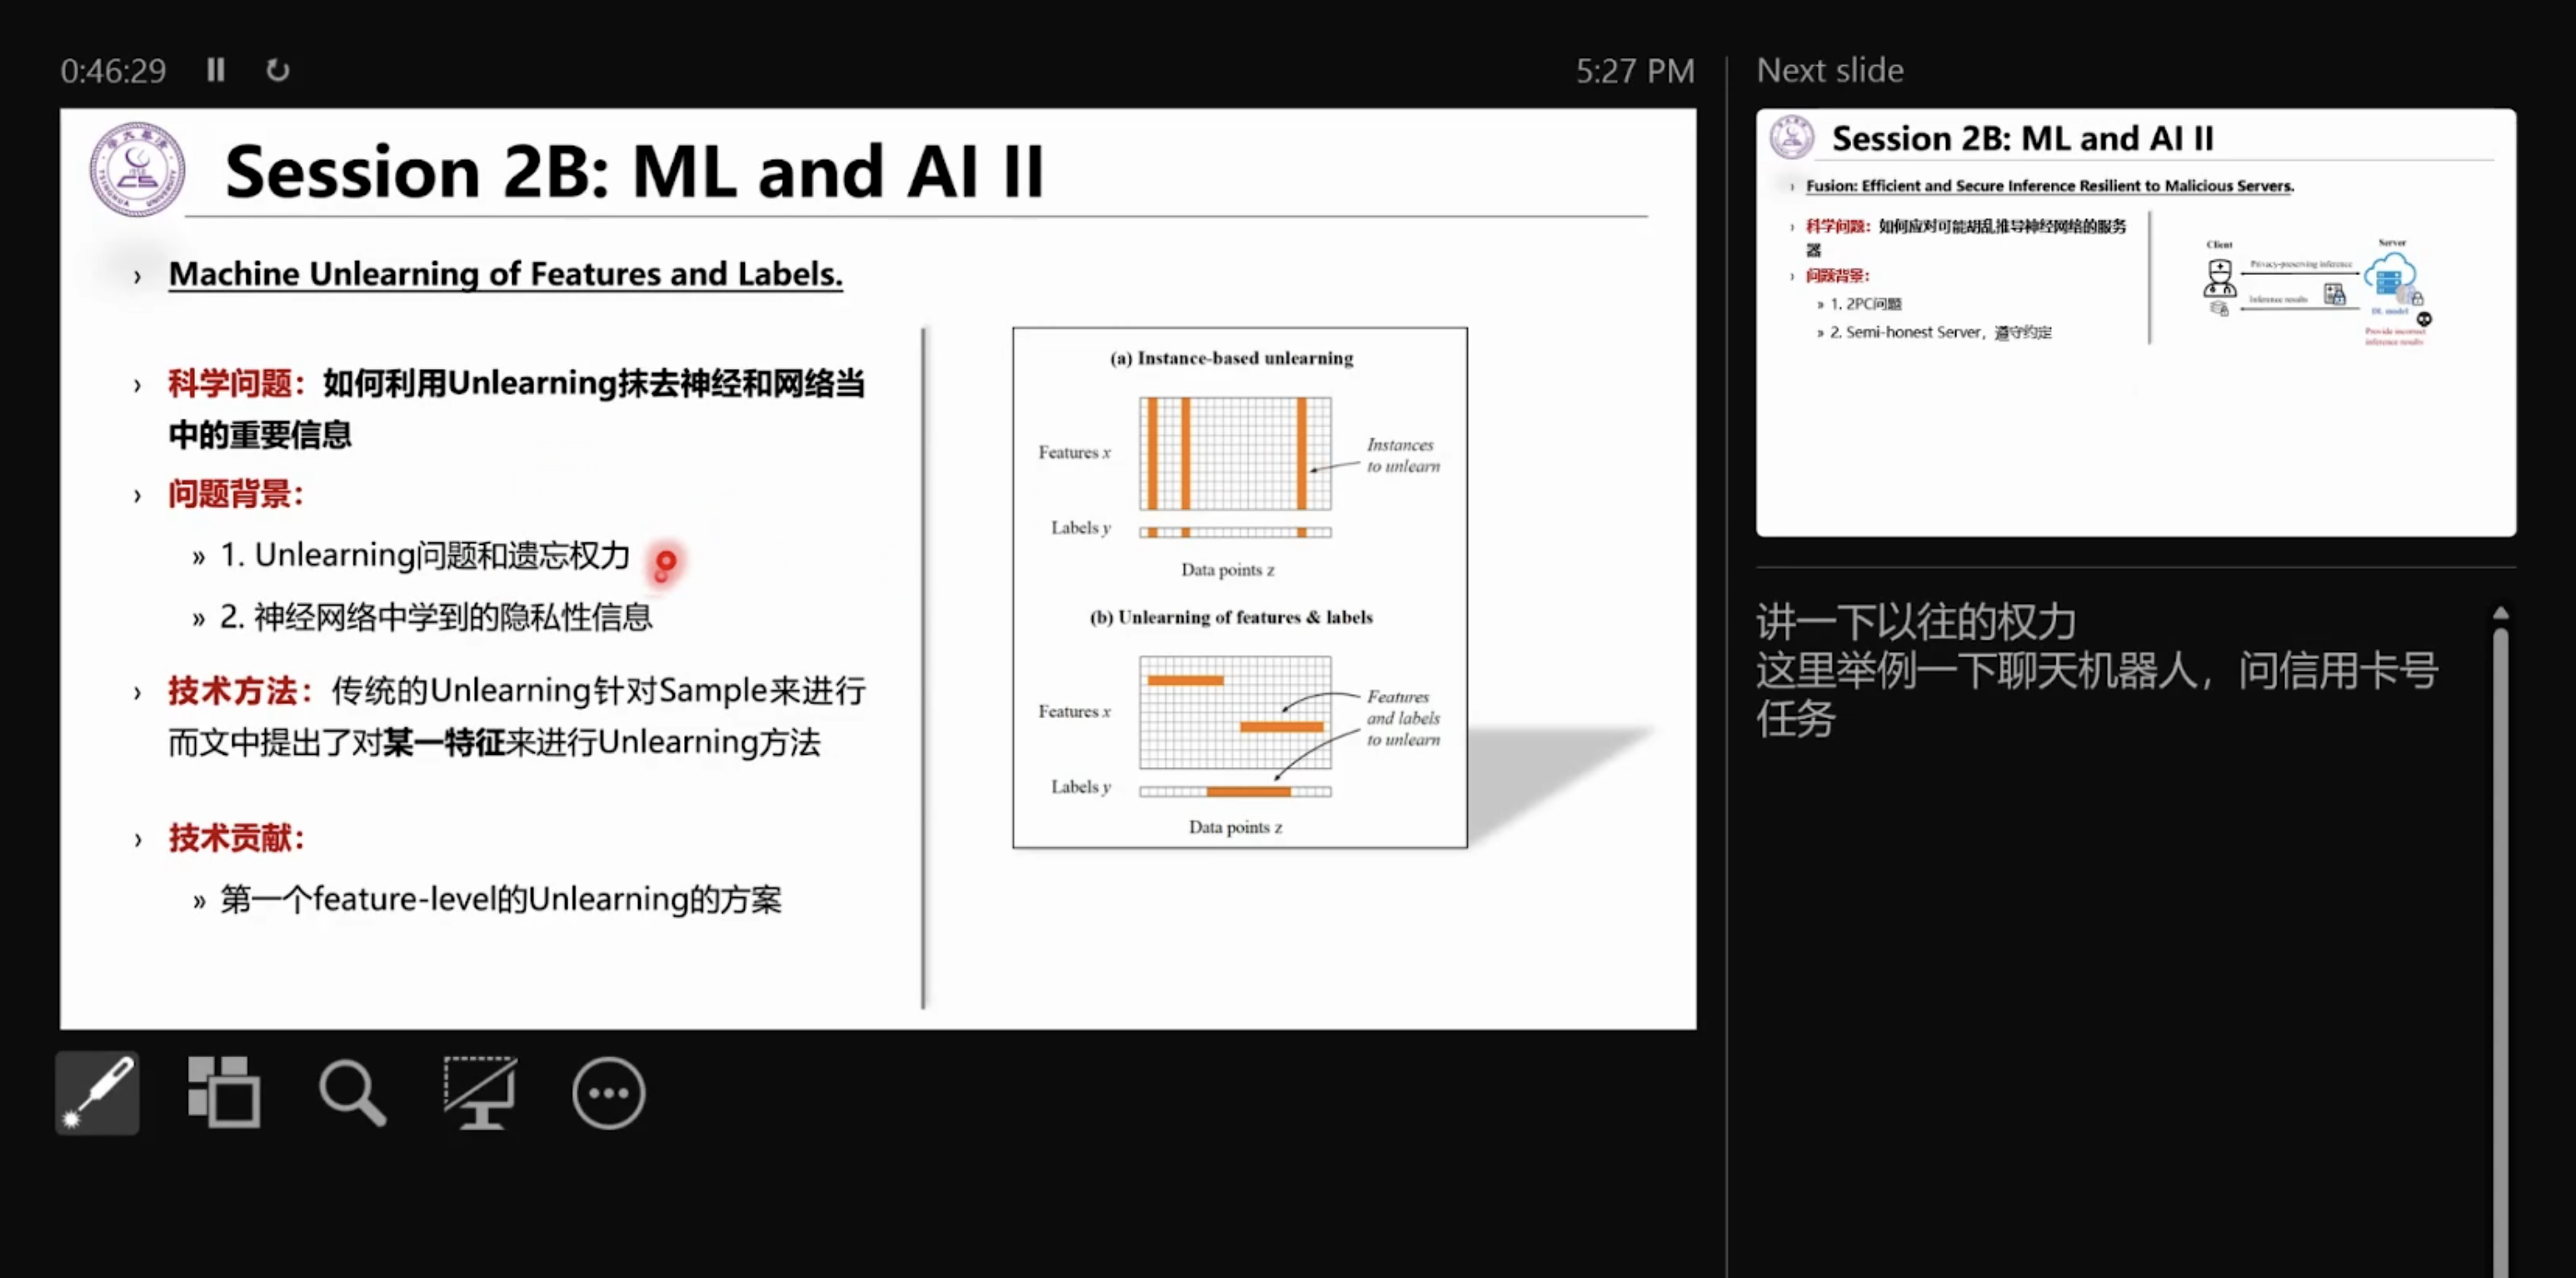 0:46:29
5:27 PM
Next slide
Session 2B: ML and AI II
Machine Unlearning of Features and Labels.
科学问题：如何利用Unlearning抹去神经和网络当
中的重要信息
问题背景：
» 1. Unlearning问题和遗忘权力
» 2. 神经网络中学到的隐私性信息
技术方法：传统的Unlearning针对Sample来进行
而文中提出了对某一特征来进行Unlearning方法
技术贡献：
» 第一个feature-level的Unlearning的方案
(a) Instance-based unlearning
Features x
Instances
to unlearn
Labels y
Data points z
(b) Unlearning of features & labels
Features x
Features
and labels
to unlearn
Labels y
Data points z
Session 2B: ML and AI II
Fusion: Efficient and Secure Inference Resilient to Malicious Servers.
科学问题：如何应对可能胡乱推导神经网络的服务
器
问题背景：
» 1. 2PC问题
» 2. Semi-honest Server，遵守约定
Client
Server
Privacy-preserving inference
Inference results
DL model
Provide incorrect
inference results
讲一下以往的权力
这里举例一下聊天机器人，问信用卡号
任务